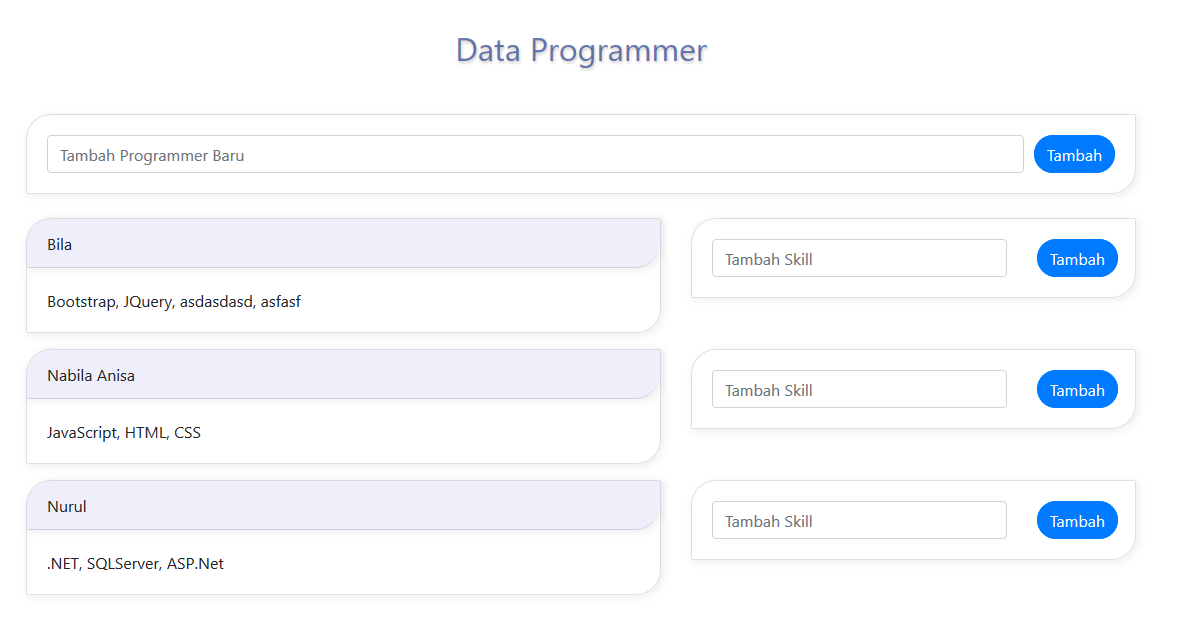 Data Programmer
Tambah Programmer Baru
Tambah
Bila
Tambah Skill
Tambah
Bootstrap, JQuery, asdasdasd, asfasf
Nabila Anisa
Tambah Skill
Tambah
JavaScript, HTML, CSS
Nurul
Tambah Skill
Tambah
.NET, SQLServer, ASP.Net